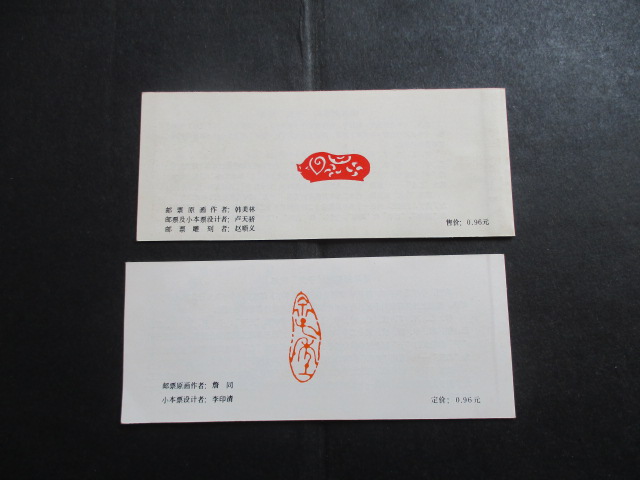 邮票原画作者：韩美林
邮票及小本票设计者：卢天骄
邮票雕刻者：赵顺义
售价：0.96元
邮票原画作者：詹同
小本票设计者：李印清
定价：0.96元